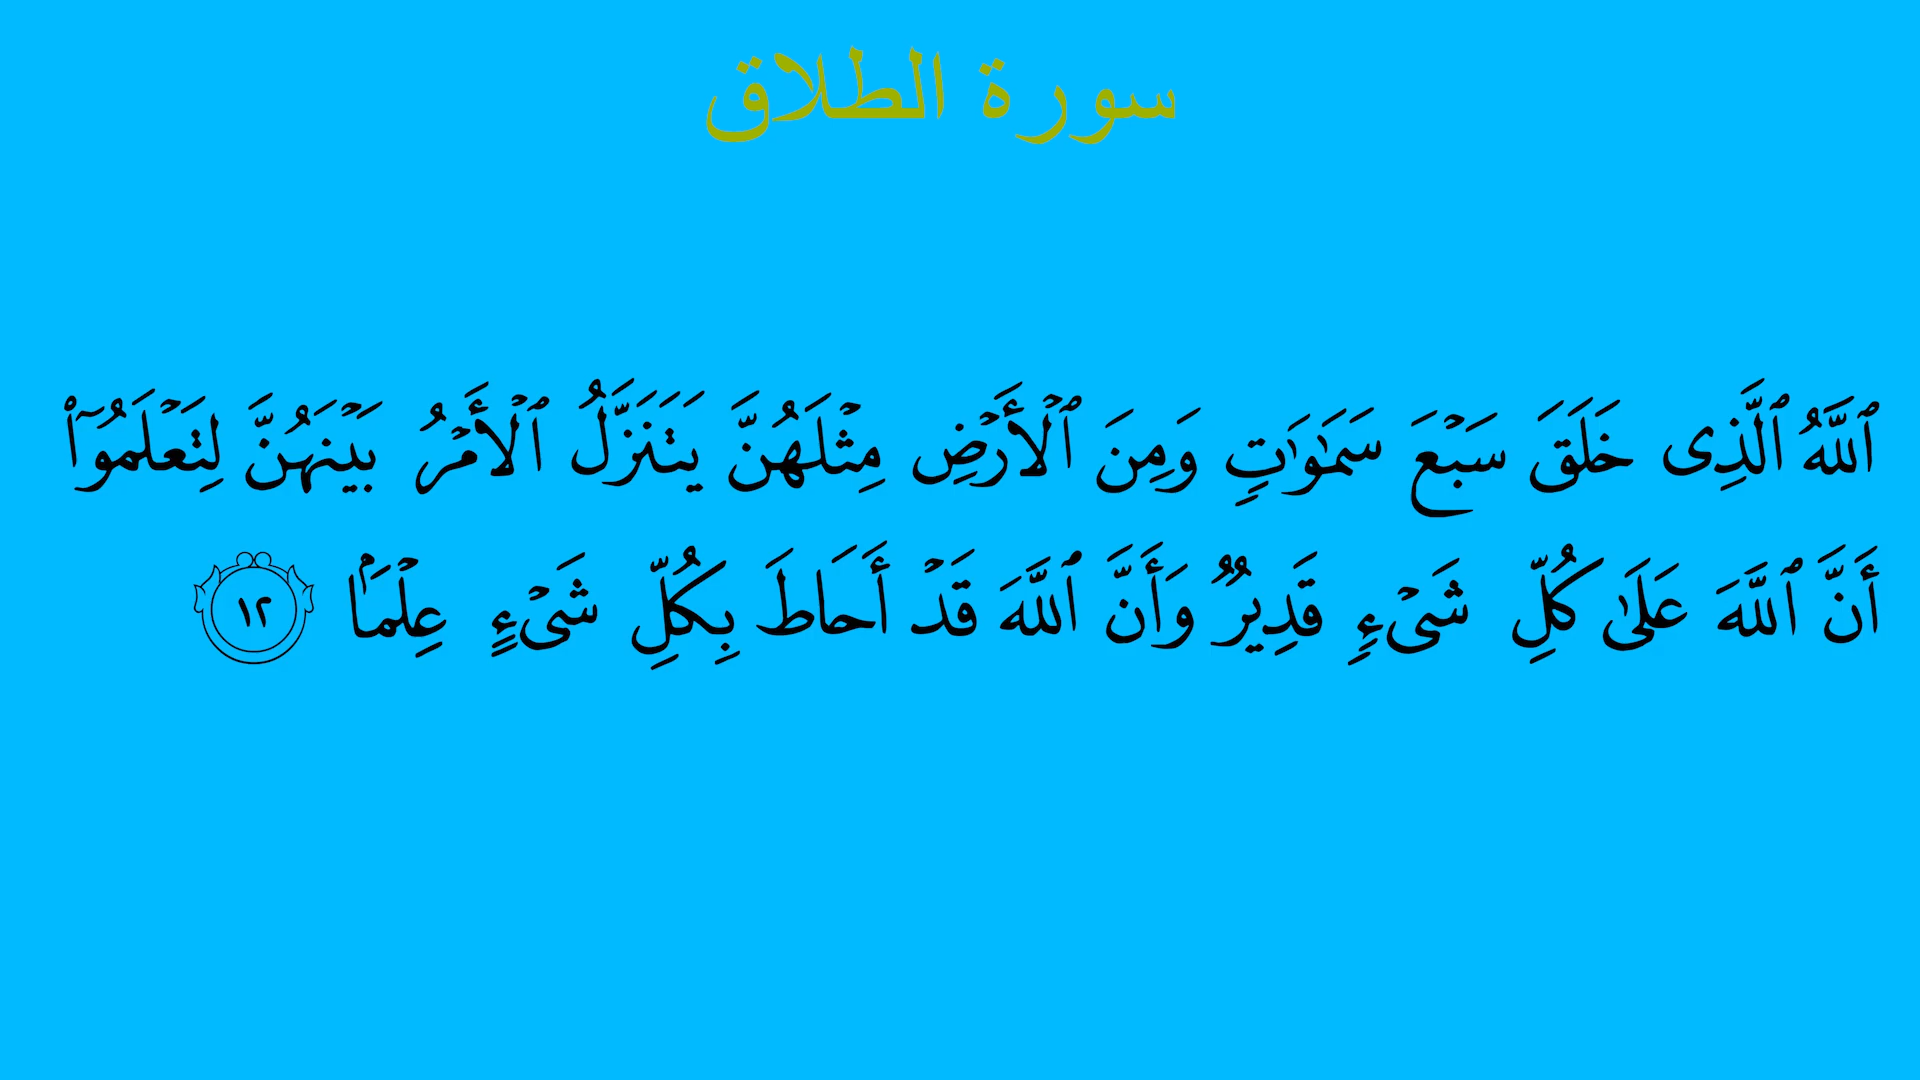 سورة الطلاق
ٱللَّهُ ٱلَّذِى خَلَقَ سَبْعَ سَمَٰوَٰتٍ وَمِنَ ٱلْأَرْضِ مِثْلَهُنَّ يَتَنَزَّلُ ٱلْأَمْرُ بَيْنَهُنَّ لِتَعْلَمُوٓا۟
أَنَّ ٱللَّهَ عَلَىٰ كُلِّ شَىْءٍ قَدِيرٌ وَأَنَّ ٱللَّهَ قَدْ أَحَاطَ بِكُلِّ شَىْءٍ عِلْمًۢا ١٢